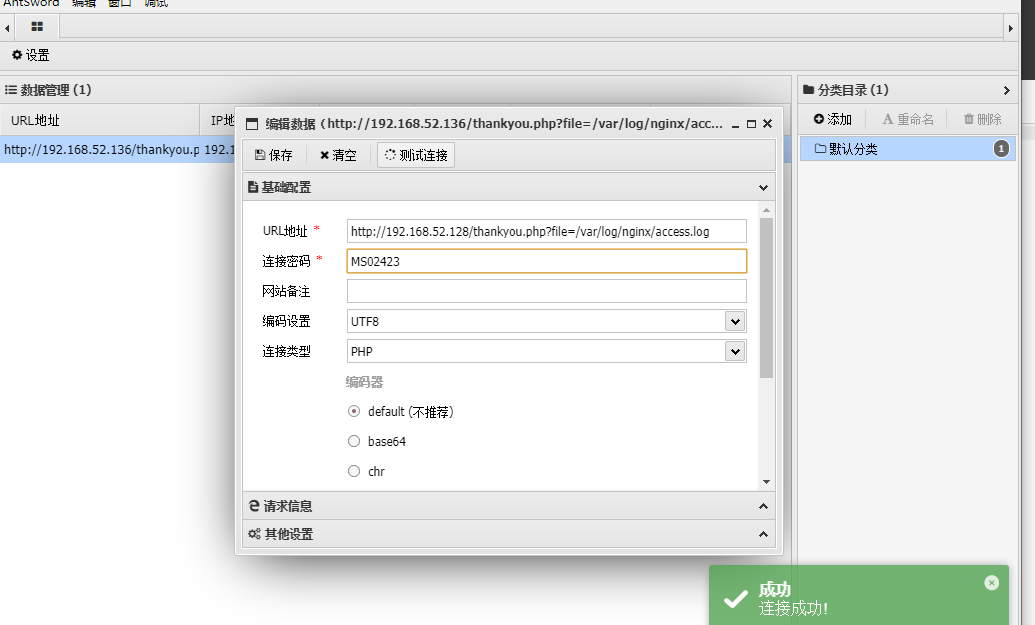 AntSword 编辑 窗口 调试
设置
数据管理 (1)
分类目录 (1)
URL地址 IP地
添加 重命名 删除
http://192.168.52.136/thankyou.p 192.1
默认分类 1
编辑数据 (http://192.168.52.136/thankyou.php?file=/var/log/nginx/acc...
保存 清空 测试连接
基础配置
URL地址 * http://192.168.52.128/thankyou.php?file=/var/log/nginx/access.log
连接密码 * MS02423
网站备注
编码设置 UTF8
连接类型 PHP
编码器
default (不推荐)
base64
chr
请求信息
其他设置
成功
连接成功!